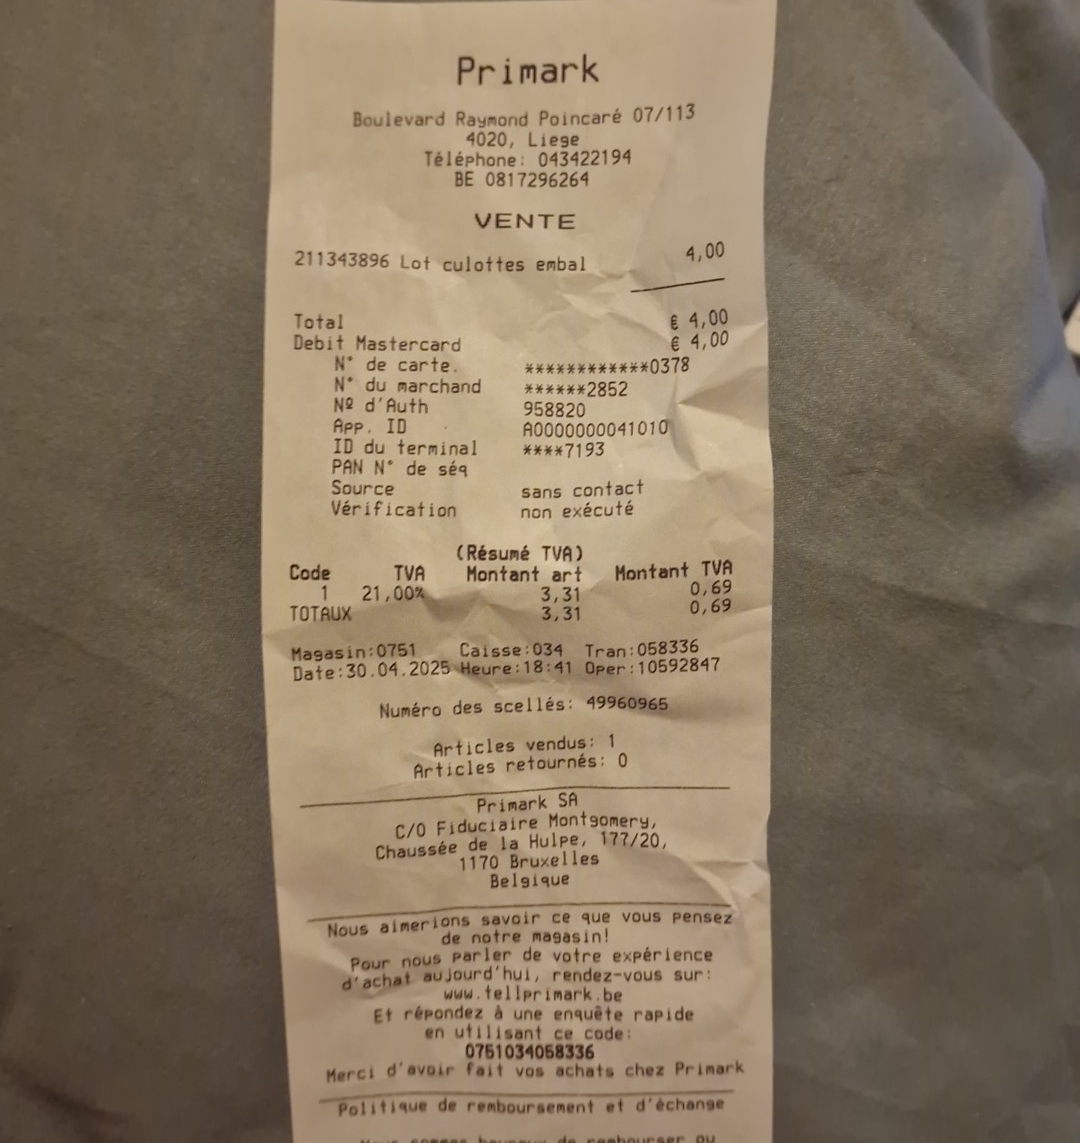 Primark
Boulevard Raymond Poincaré 07/113
4020, Liege
Téléphone: 043422194
BE 0817296264
VENTE
211343896 Lot culottes embal 4,00
Total € 4,00
Debit Mastercard € 4,00
N° de carte. ************0378
N° du marchand ******2852
Nº d'Auth 958820
App. ID A0000000041010
ID du terminal ****7193
PAN N° de séq
Source sans contact
Vérification non exécuté
(Résumé TVA)
Code TVA Montant art Montant TVA
1 21,00% 3,31 0,69
TOTAUX 3,31 0,69
Magasin:0751 Caisse:034 Tran:058336
Date:30.04.2025 Heure:18:41 Oper:10592847
Numéro des scellés: 49960965
Articles vendus: 1
Articles retournés: 0
Primark SA
C/O Fiduciaire Montgomery,
Chaussée de la Hulpe, 177/20,
1170 Bruxelles
Belgique
Nous aimerions savoir ce que vous pensez
de notre magasin!
Pour nous parler de votre expérience
d'achat aujourd'hui, rendez-vous sur:
www.tellprimark.be
Et répondez à une enquête rapide
en utilisant ce code:
0751034058336
Merci d'avoir fait vos achats chez Primark
Politique de remboursement et d'échange
Nous sommes heureux de rembourser ou